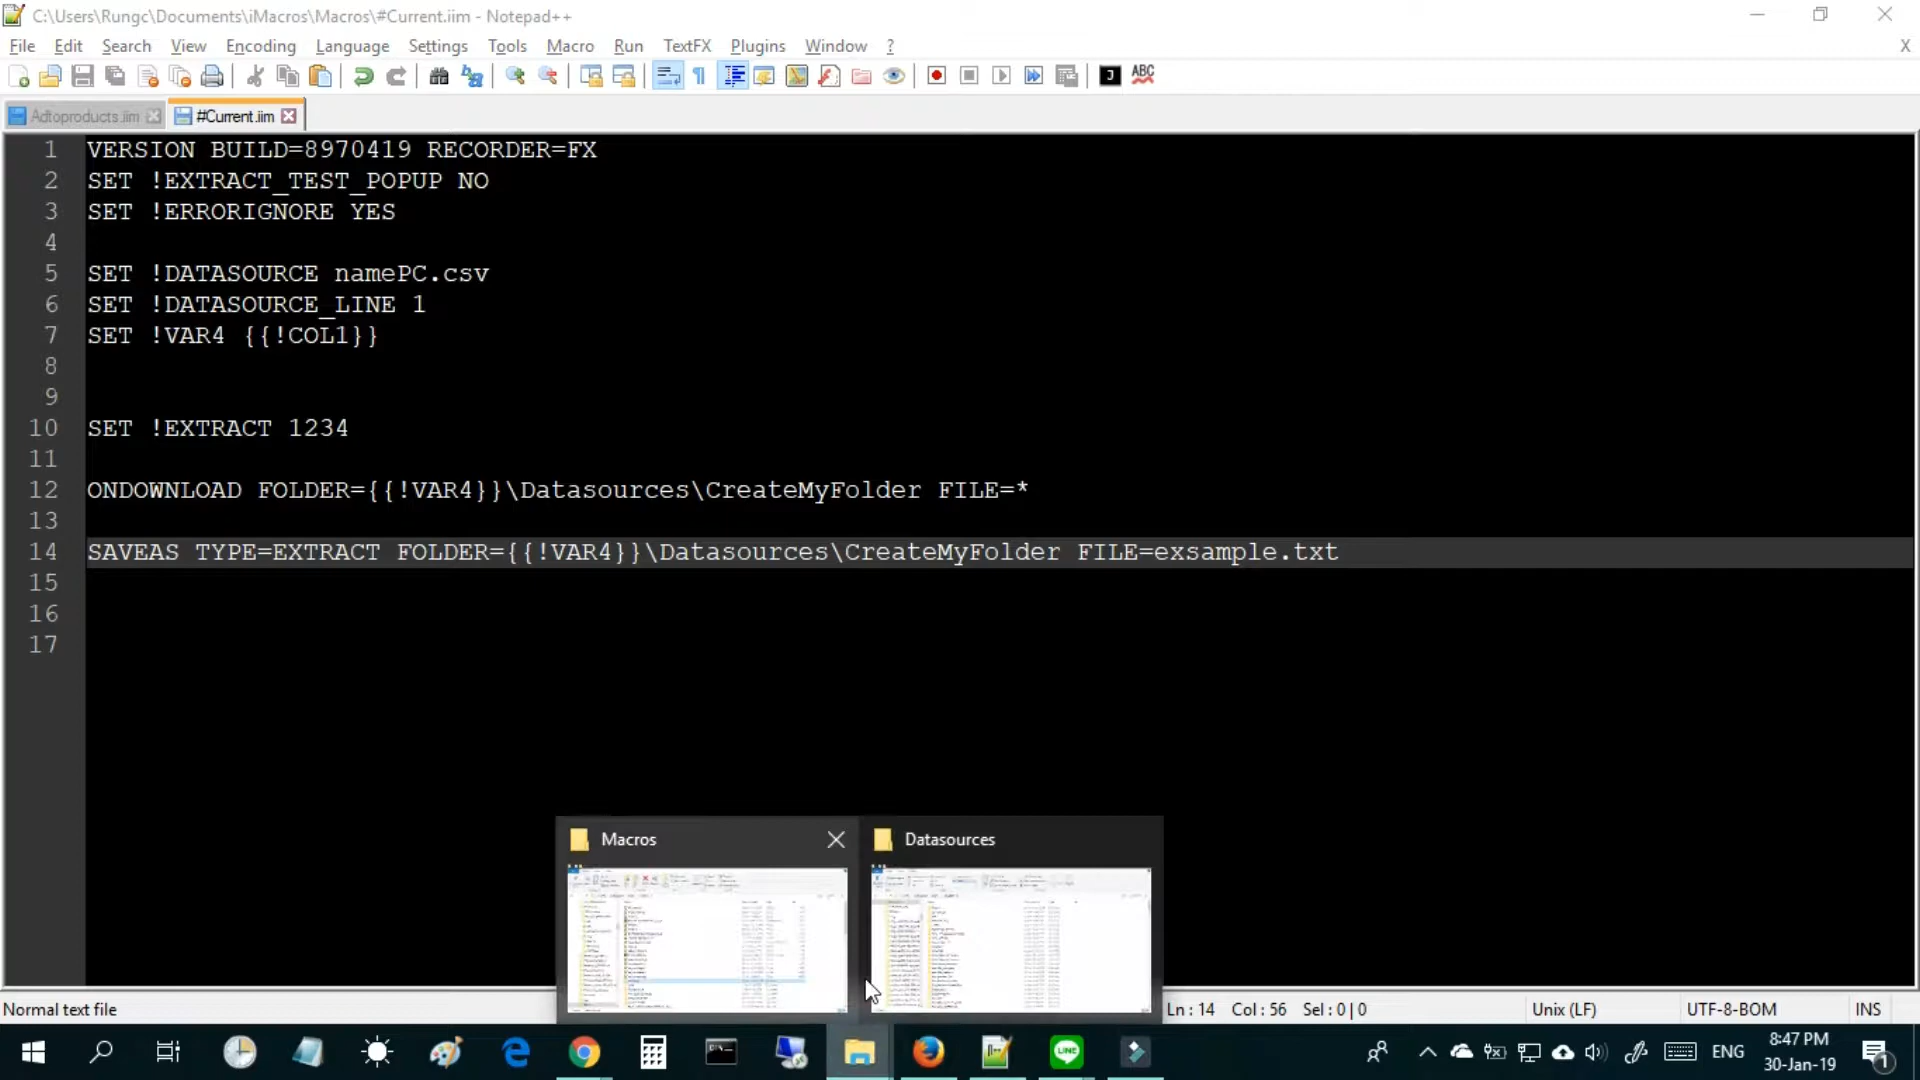 C:\Users\Rungc\Documents\iMacros\Macros\#Current.iim - Notepad++
File Edit Search View Encoding Language Settings Tools Macro Run TextFX Plugins Window ? X
J ABC
Adtoproducts.iim #Current.iim
1 VERSION BUILD=8970419 RECORDER=FX
2 SET !EXTRACT_TEST_POPUP NO
3 SET !ERRORIGNORE YES
4
5 SET !DATASOURCE namePC.csv
6 SET !DATASOURCE_LINE 1
7 SET !VAR4 {{!COL1}}
8
9
10 SET !EXTRACT 1234
11
12 ONDOWNLOAD FOLDER={{!VAR4}}\Datasources\CreateMyFolder FILE=*
13
14 SAVEAS TYPE=EXTRACT FOLDER={{!VAR4}}\Datasources\CreateMyFolder FILE=exsample.txt
15
16
17
Macros Datasources
Normal text file Ln : 14 Col : 56 Sel : 0 | 0 Unix (LF) UTF-8-BOM INS
LINE ENG 8:47 PM
30-Jan-19 1